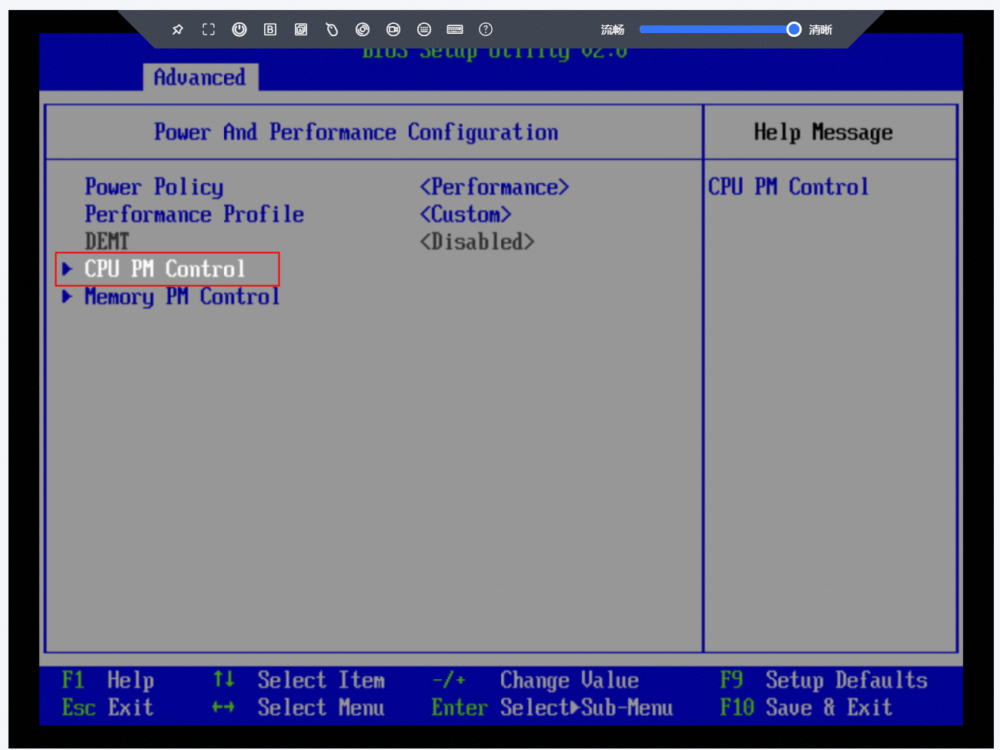 流畅 清晰
BIOS Setup Utility V2.0
Advanced
Power And Performance Configuration
Help Message
Power Policy <Performance>
CPU PM Control
Performance Profile <Custom>
DEMT <Disabled>
CPU PM Control
Memory PM Control
F1 Help ↑↓ Select Item -/+ Change Value F9 Setup Defaults
Esc Exit ←→ Select Menu Enter Select▶Sub-Menu F10 Save & Exit